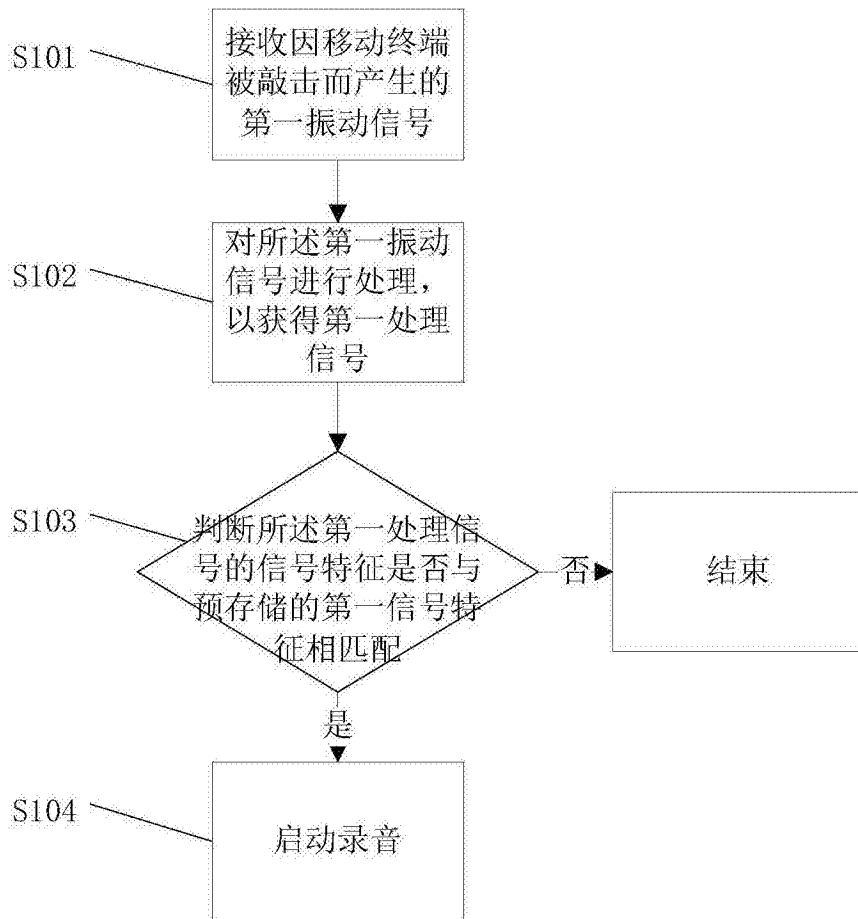 S101
接收因移动终端
被敲击而产生的
第一振动信号
S102
对所述第一振动
信号进行处理，
以获得第一处理
信号
S103
判断所述第一处理信
号的信号特征是否与
预存储的第一信号特
征相匹配
否
结束
是
S104
启动录音